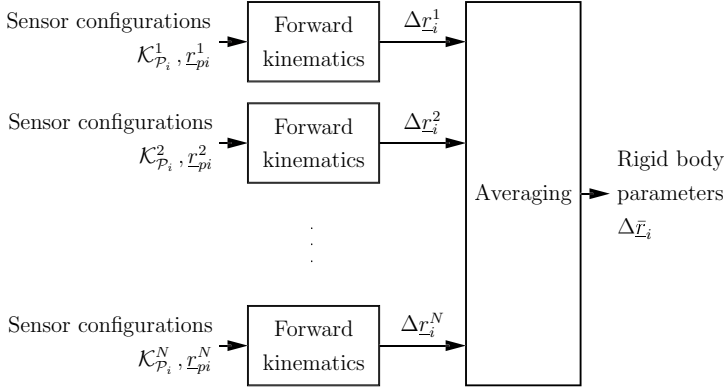 Sensor configurations
𝒦¹_𝒫ᵢ , r¹_pi
Forward
kinematics
Δr¹_i
Sensor configurations
𝒦²_𝒫ᵢ , r²_pi
Forward
kinematics
Δr²_i
Averaging
Rigid body
parameters
Δr̄_i
.
.
.
Sensor configurations
𝒦ᴺ_𝒫ᵢ , rᴺ_pi
Forward
kinematics
Δrᴺ_i